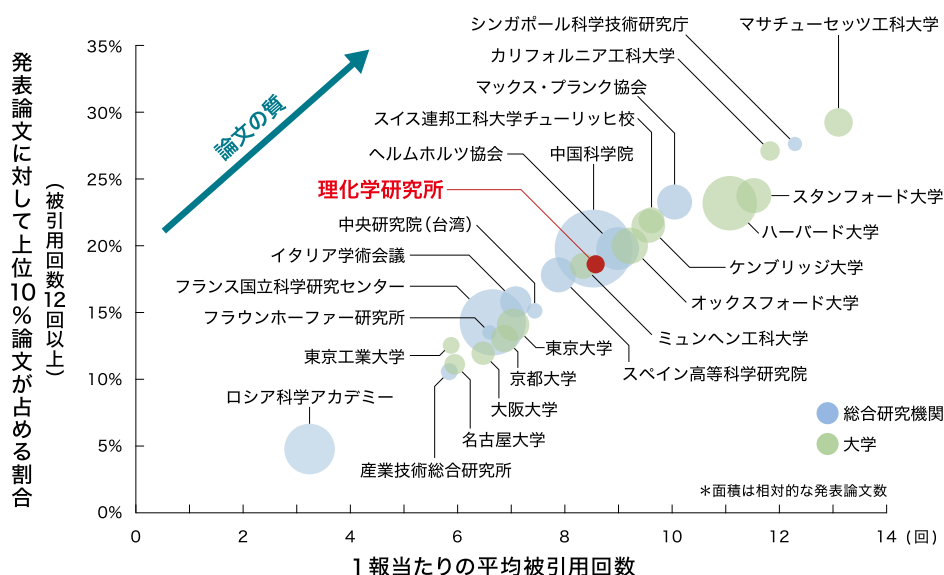 シンガポール科学技術研究庁
マサチューセッツ工科大学
カリフォルニア工科大学
マックス・プランク協会
スイス連邦工科大学チューリッヒ校
ヘルムホルツ協会
中国科学院
理化学研究所
スタンフォード大学
中央研究院（台湾）
ハーバード大学
イタリア学術会議
ケンブリッジ大学
フランス国立科学研究センター
オックスフォード大学
フラウンホーファー研究所
ミュンヘン工科大学
東京大学
東京工業大学
スペイン高等科学研究院
京都大学
ロシア科学アカデミー
大阪大学
名古屋大学
産業技術総合研究所
論文の質
発表論文に対して上位10％論文が占める割合
（被引用回数12回以上）
35%
30%
25%
20%
15%
10%
5%
0%
総合研究機関
大学
＊面積は相対的な発表論文数
0 2 4 6 8 10 12 14 (回)
1報当たりの平均被引用回数